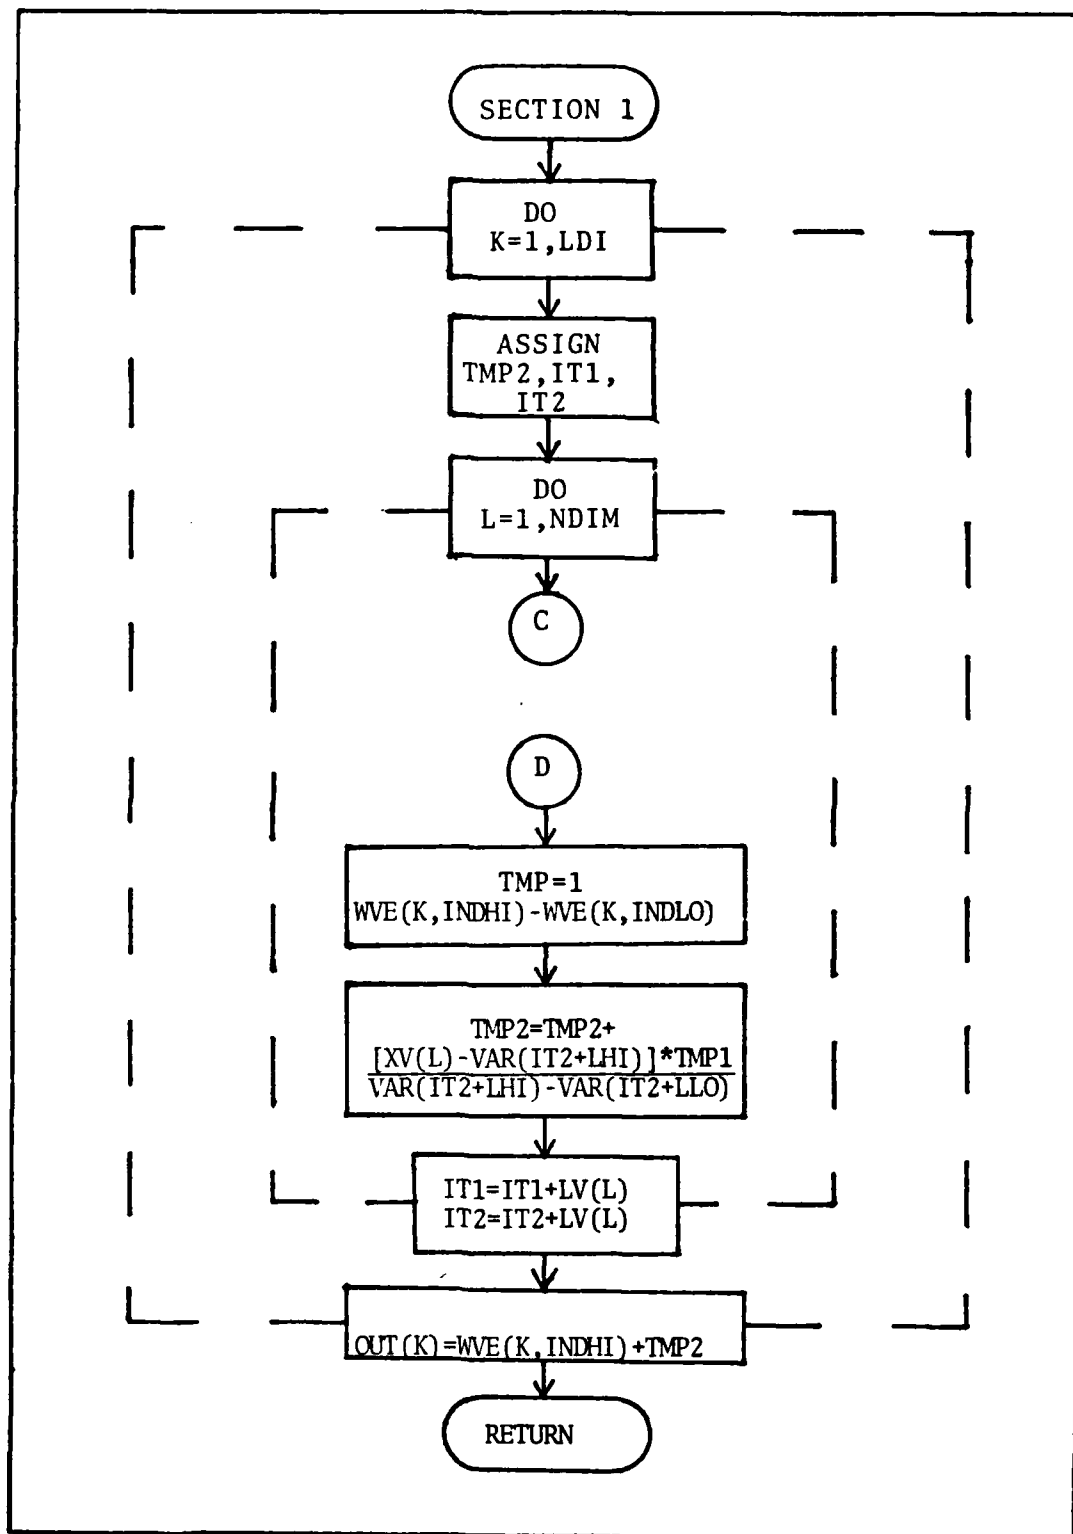 SECTION 1
DO
K=1,LDI
ASSIGN
TMP2,IT1,
IT2
DO
L=1,NDIM
C
D
TMP=1
WVE(K,INDHI)-WVE(K,INDLO)
TMP2=TMP2+
[XV(L)-VAR(IT2+LHI)]*TMP1
VAR(IT2+LHI)-VAR(IT2+LLO)
IT1=IT1+LV(L)
IT2=IT2+LV(L)
OUT(K)=WVE(K,INDHI)+TMP2
RETURN